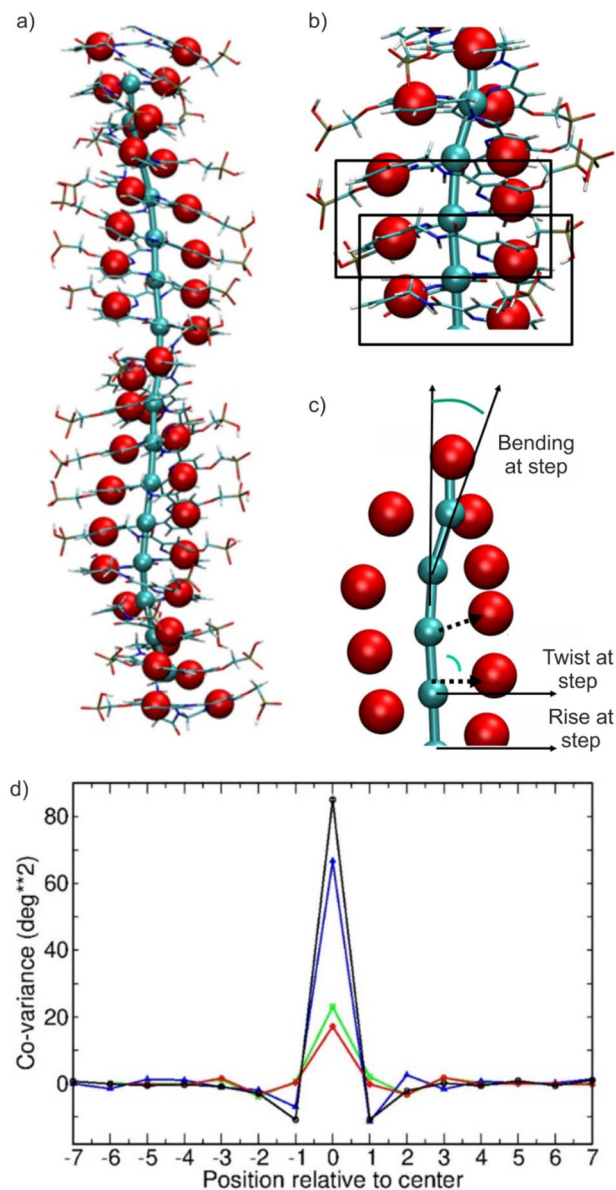 a)
b)
c)
Bending
at step
Twist at
step
Rise at
step
d)
80
60
40
20
0
Co-variance (deg**2)
-7 -6 -5 -4 -3 -2 -1 0 1 2 3 4 5 6 7
Position relative to center